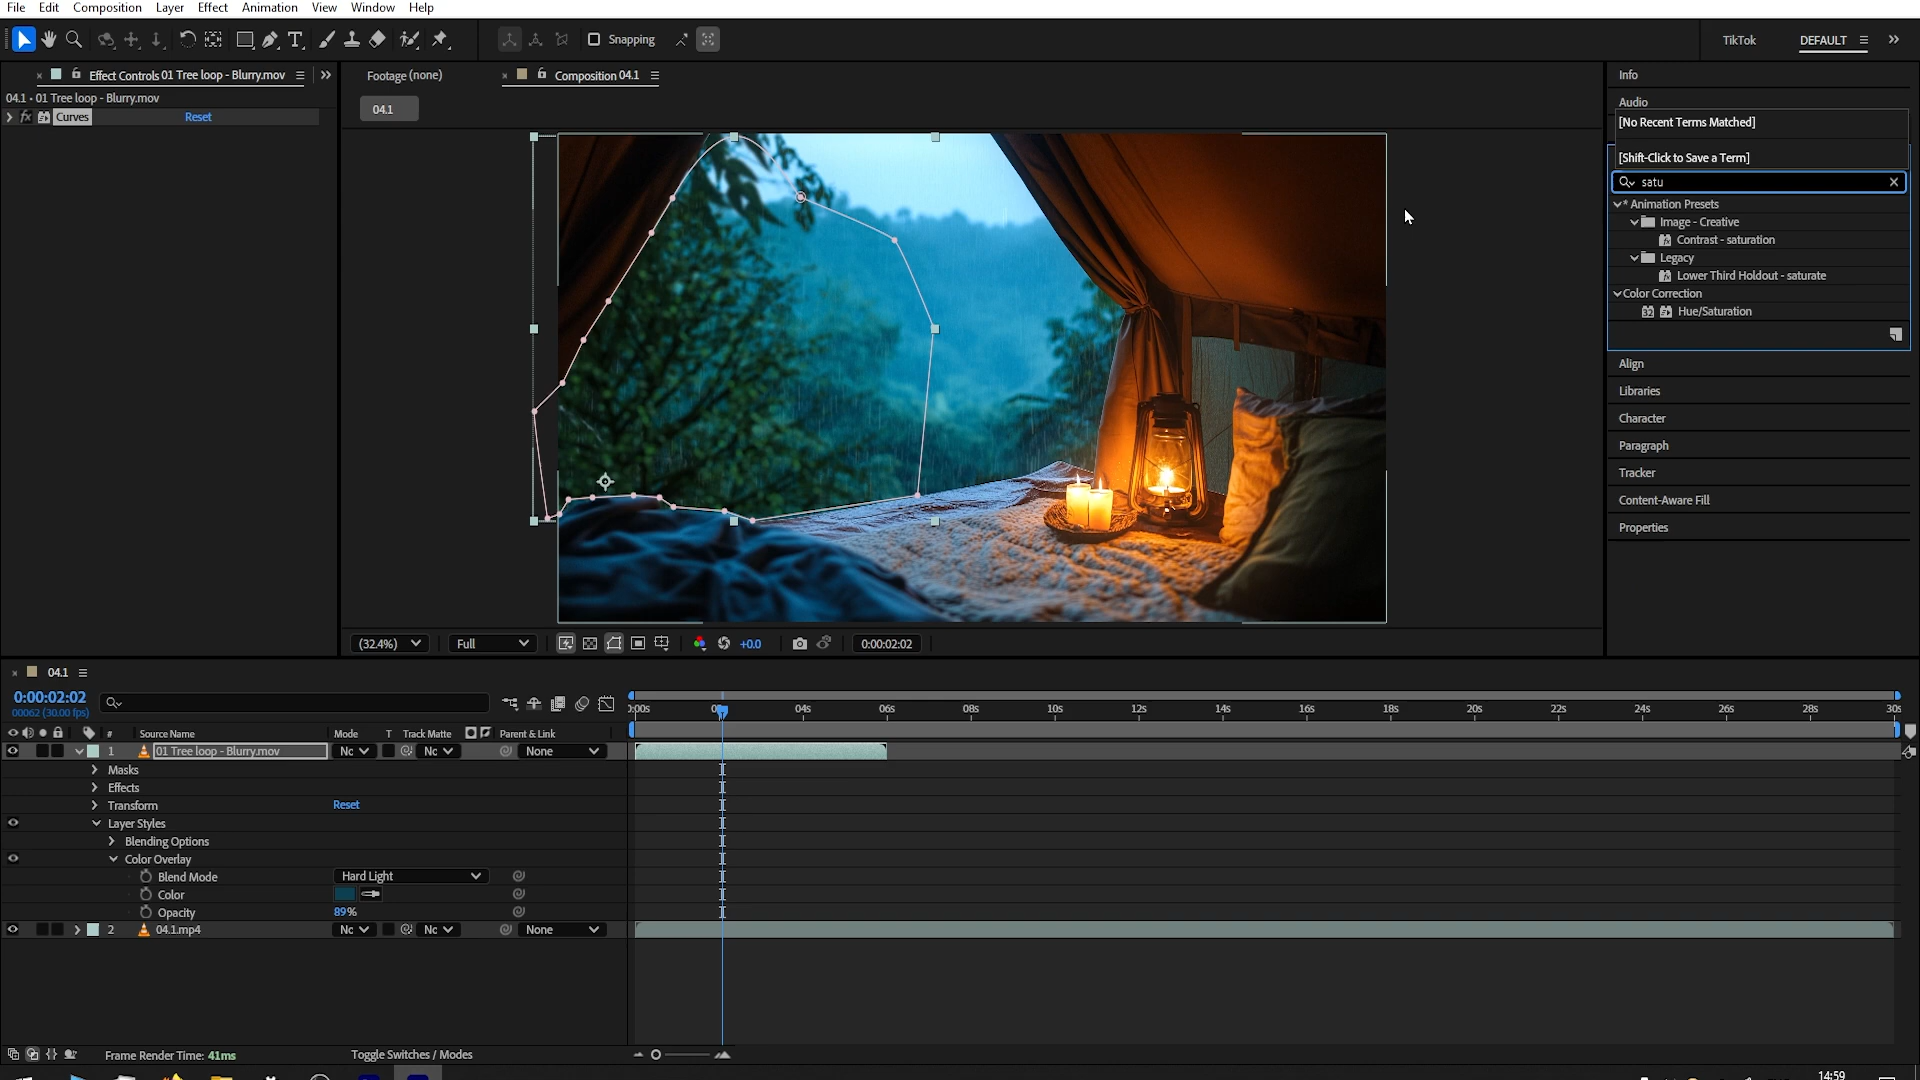 File Edit Composition Layer Effect Animation View Window Help
Snapping
TikTok DEFAULT
Effect Controls 01 Tree loop - Blurry.mov
Footage (none)
Composition 04.1
Info
04.1 • 01 Tree loop - Blurry.mov
04.1
Audio
fx Curves Reset
[No Recent Terms Matched]
[Shift-Click to Save a Term]
satu
* Animation Presets
Image - Creative
Contrast - saturation
Legacy
Lower Third Holdout - saturate
Color Correction
32 Hue/Saturation
Align
Libraries
Character
Paragraph
Tracker
Content-Aware Fill
Properties
(32.4%) Full +0.0 0:00:02:02
04.1
0:00:02:02
00062 (30.00 fps)
04s 06s 08s 10s 12s 14s 16s 18s 20s 22s 24s 26s 28s
# Source Name Mode T Track Matte Parent & Link
1 01 Tree loop - Blurry.mov Nc Nc None
Masks
Effects
Transform Reset
Layer Styles
Blending Options
Color Overlay
Blend Mode Hard Light
Color
Opacity 89%
2 04.1.mp4 Nc Nc None
Frame Render Time: 41ms Toggle Switches / Modes
14:59